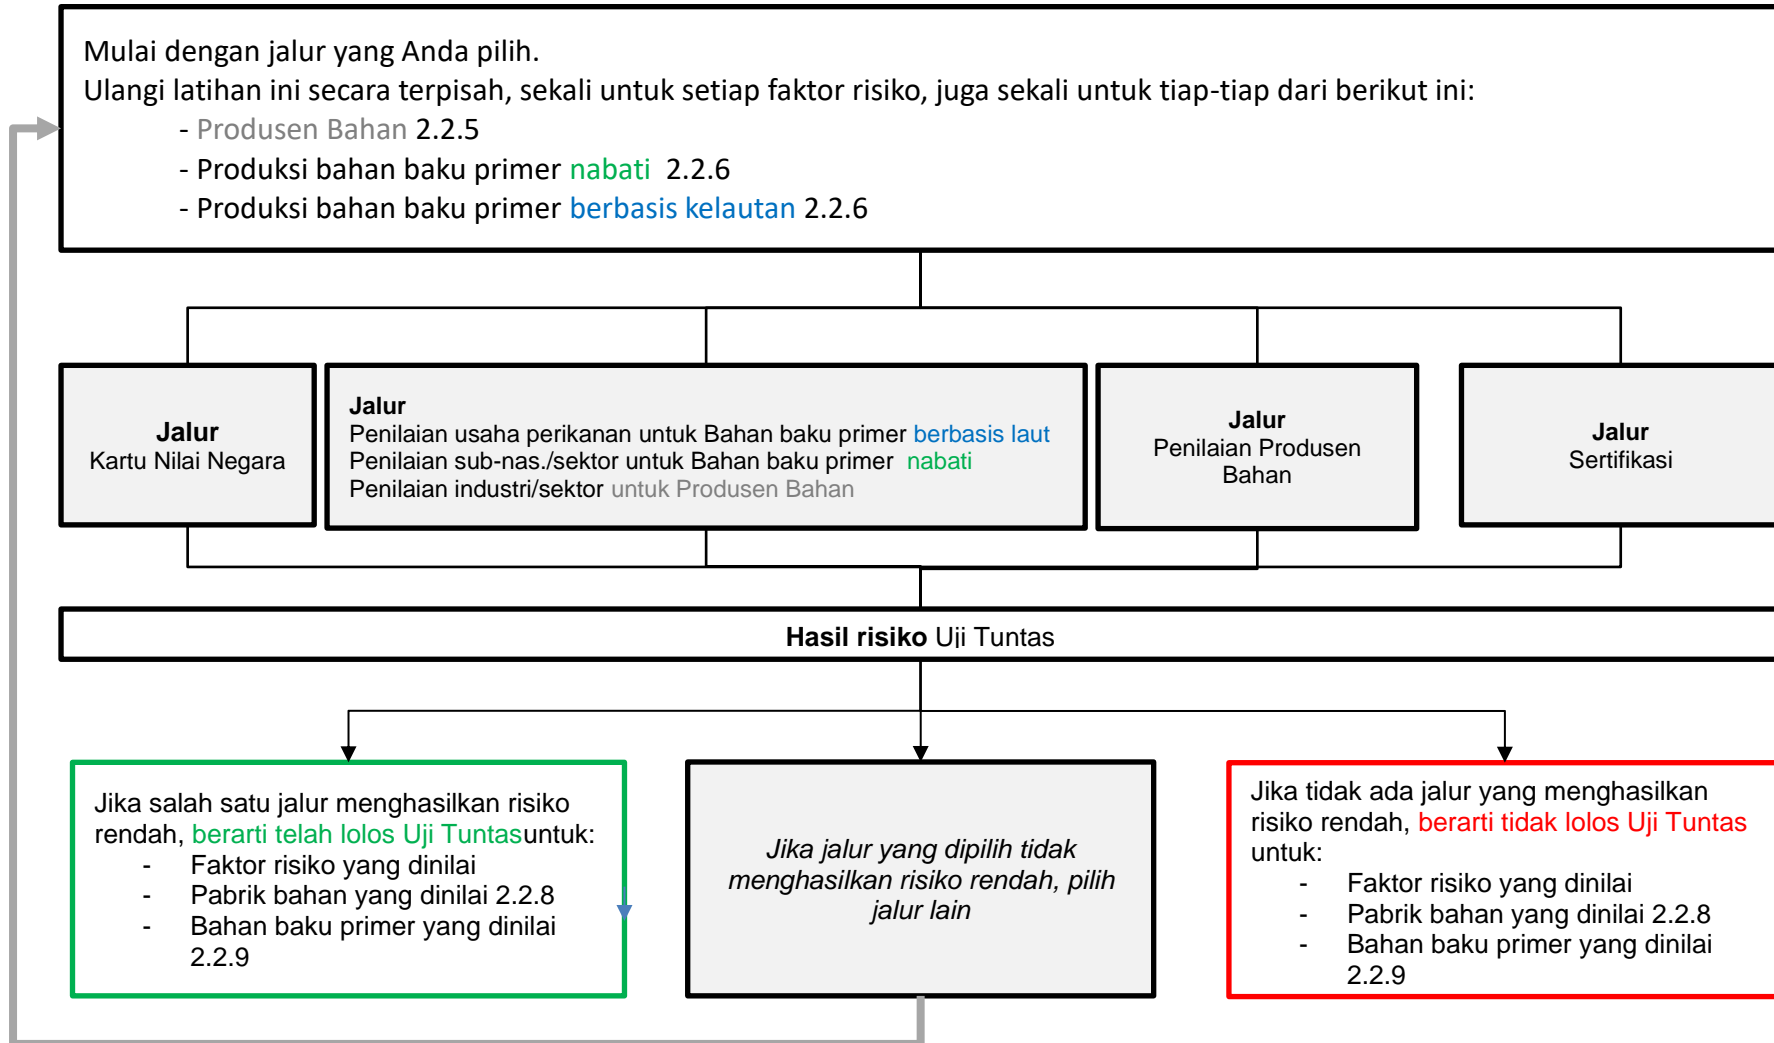 Mulai dengan jalur yang Anda pilih.
Ulangi latihan ini secara terpisah, sekali untuk setiap faktor risiko, juga sekali untuk tiap-tiap dari berikut ini:
- Produsen Bahan 2.2.5
- Produksi bahan baku primer nabati 2.2.6
- Produksi bahan baku primer berbasis kelautan 2.2.6
Jalur
Kartu Nilai Negara
Jalur
Penilaian usaha perikanan untuk Bahan baku primer berbasis laut
Penilaian sub-nas./sektor untuk Bahan baku primer nabati
Penilaian industri/sektor untuk Produsen Bahan
Jalur
Penilaian Produsen
Bahan
Jalur
Sertifikasi
Hasil risiko Uji Tuntas
Jika salah satu jalur menghasilkan risiko
rendah, berarti telah lolos Uji Tuntasuntuk:
- Faktor risiko yang dinilai
- Pabrik bahan yang dinilai 2.2.8
- Bahan baku primer yang dinilai
2.2.9
Jika jalur yang dipilih tidak
menghasilkan risiko rendah, pilih
jalur lain
Jika tidak ada jalur yang menghasilkan
risiko rendah, berarti tidak lolos Uji Tuntas
untuk:
- Faktor risiko yang dinilai
- Pabrik bahan yang dinilai 2.2.8
- Bahan baku primer yang dinilai
2.2.9